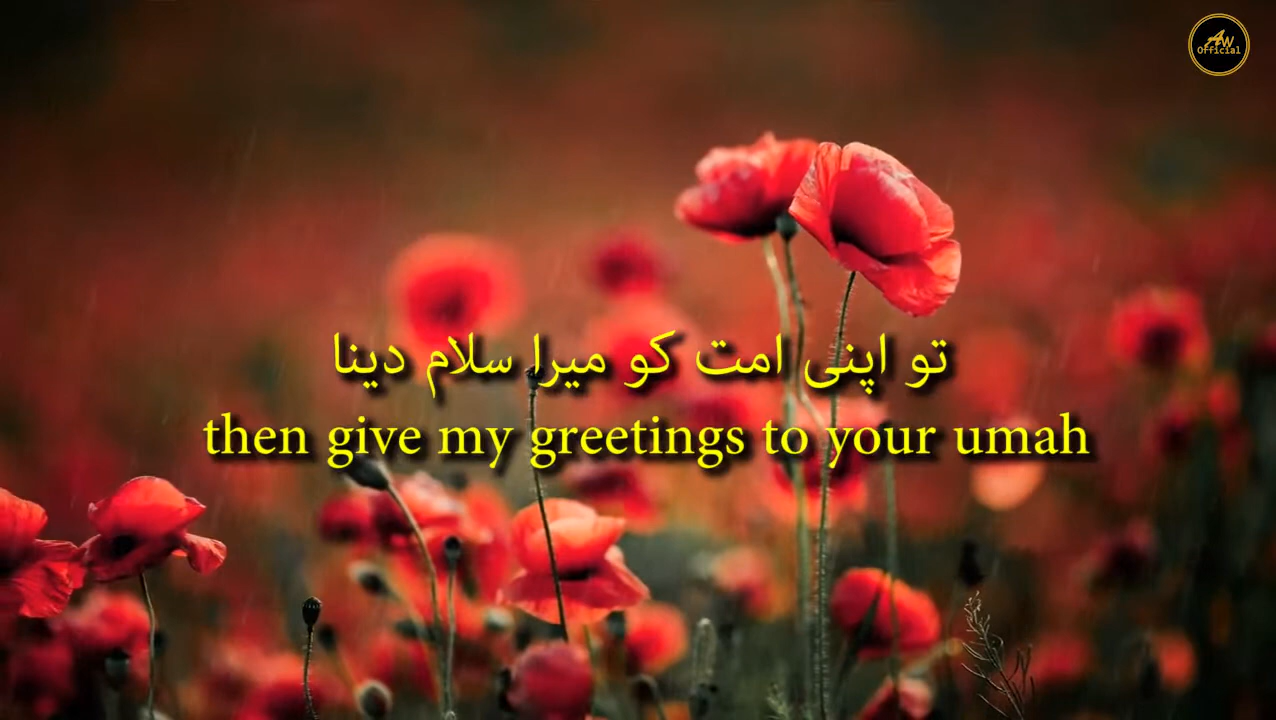 AW
Official
تو اپنی امت کو میرا سلام دینا
then give my greetings to your umah